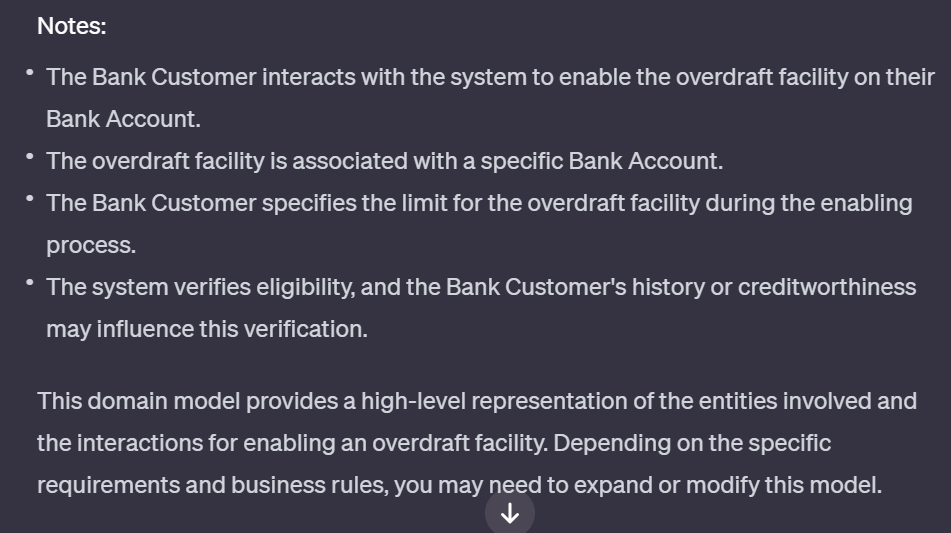 Notes:
• The Bank Customer interacts with the system to enable the overdraft facility on their
Bank Account.
• The overdraft facility is associated with a specific Bank Account.
• The Bank Customer specifies the limit for the overdraft facility during the enabling
process.
• The system verifies eligibility, and the Bank Customer's history or creditworthiness
may influence this verification.
This domain model provides a high-level representation of the entities involved and
the interactions for enabling an overdraft facility. Depending on the specific
requirements and business rules, you may need to expand or modify this model.